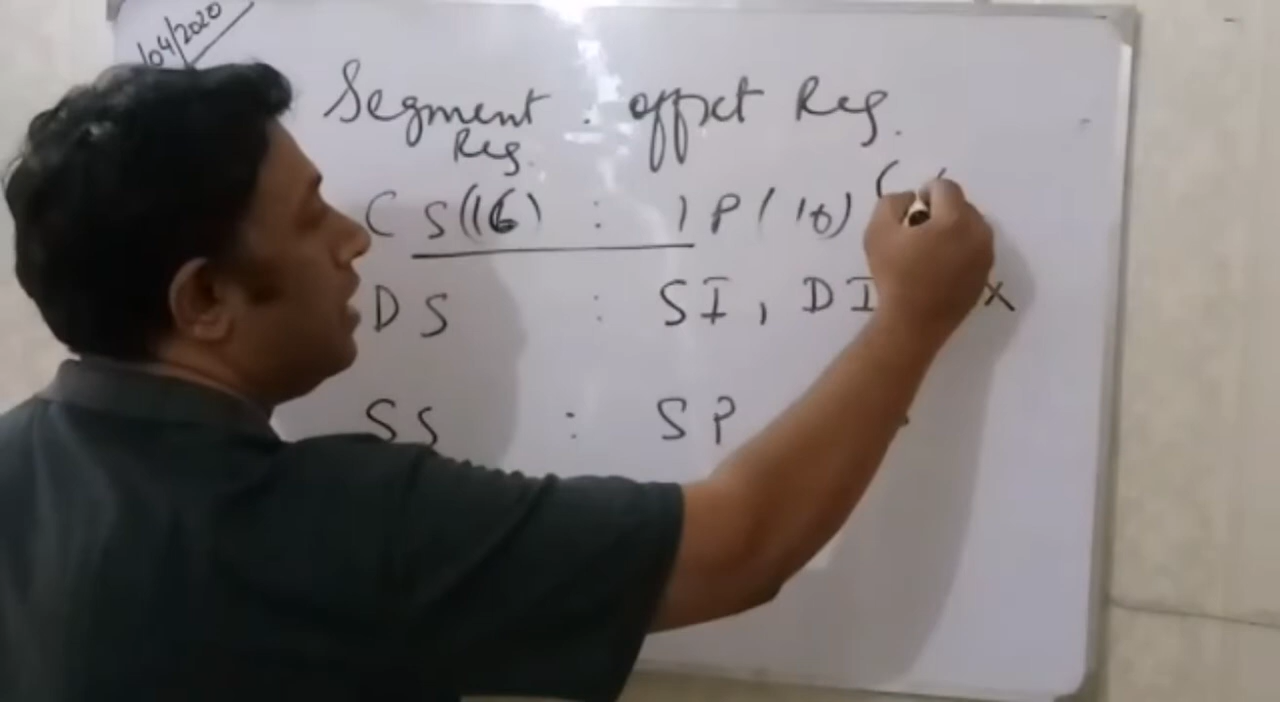 /04/2020
Segment : offset Reg.
Reg.
CS(16) : IP(16) (
DS : SI, DI X
SS : SP